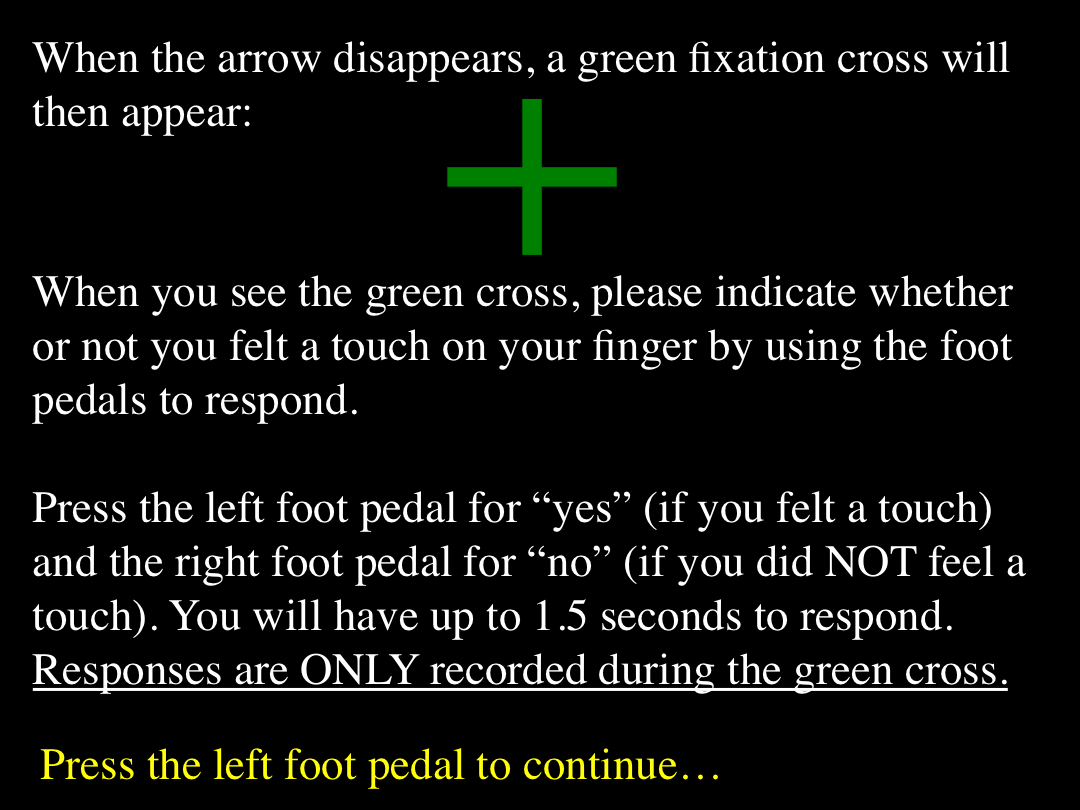 When the arrow disappears, a green fixation cross will
then appear:
When you see the green cross, please indicate whether
or not you felt a touch on your finger by using the foot
pedals to respond.
Press the left foot pedal for “yes” (if you felt a touch)
and the right foot pedal for “no” (if you did NOT feel a
touch). You will have up to 1.5 seconds to respond.
Responses are ONLY recorded during the green cross.
Press the left foot pedal to continue…